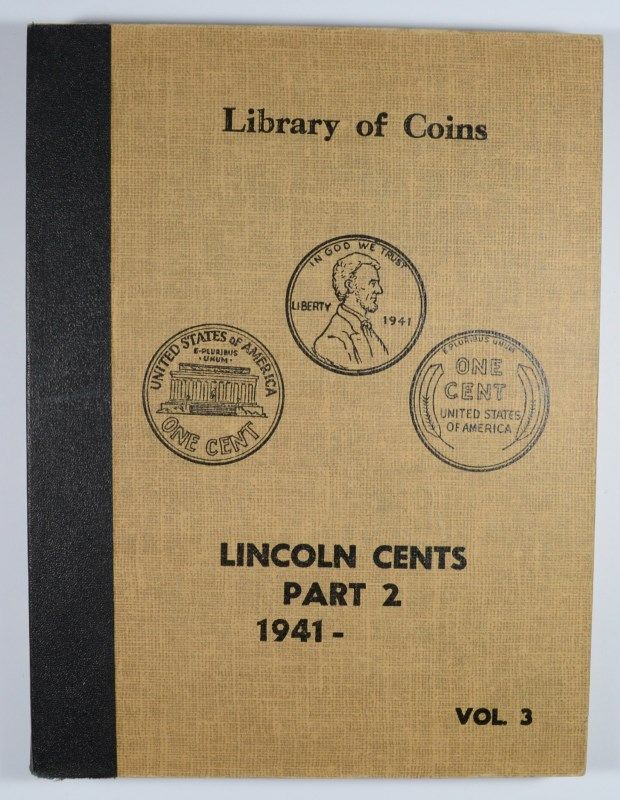 Library of Coins
IN GOD WE TRUST
LIBERTY
1941
UNITED STATES OF AMERICA
E·PLURIBUS
·UNUM·
ONE CENT
E·PLURIBUS UNUM
ONE
CENT
UNITED STATES
OF AMERICA
LINCOLN CENTS
PART 2
1941-
VOL. 3